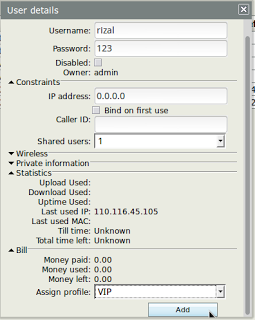 User details
Username: rizal
Password: 123
Disabled:
Owner: admin
Constraints
IP address: 0.0.0.0
Bind on first use
Caller ID:
Shared users: 1
Wireless
Private information
Statistics
Upload Used:
Download Used:
Uptime Used:
Last used IP: 110.116.45.105
Last used MAC:
Till time: Unknown
Total time left: Unknown
Bill
Money paid: 0.00
Money used: 0.00
Money left: 0.00
Assign profile: VIP
Add